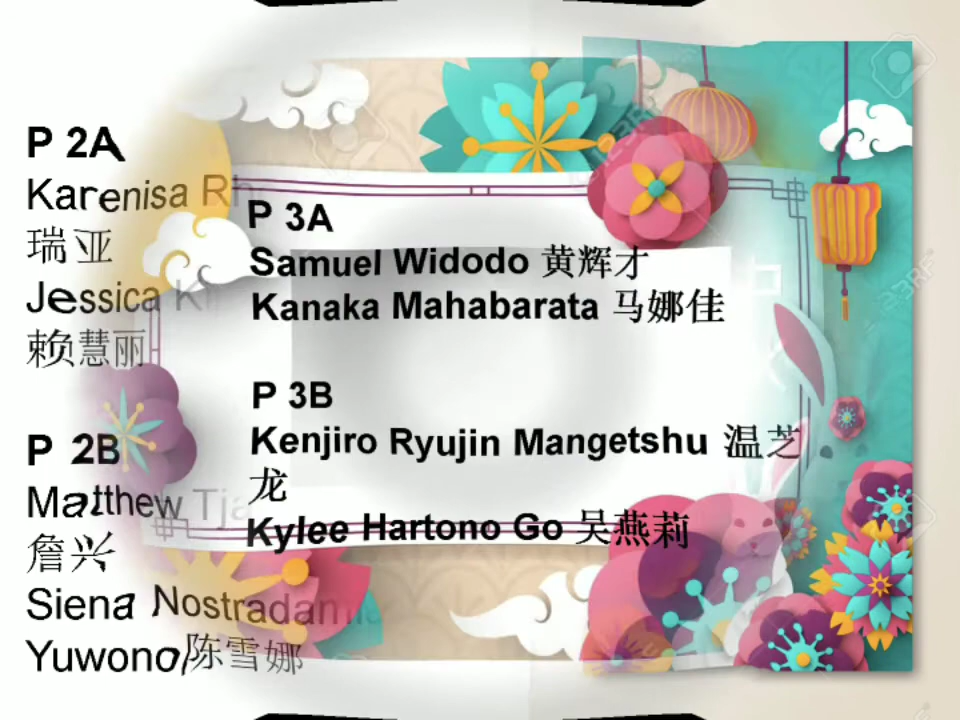 P 2A
Karenisa
瑞亚
Jessica
赖慧丽
P 2B
Matthew
詹兴
Siena
Yuwono 陈雪娜
P 3A
Samuel Widodo 黄辉才
Kanaka Mahabarata 马娜佳
P 3B
Kenjiro Ryujin Mangetshu 温芝
龙
Kylee Hartono Go 吴燕莉
123RF